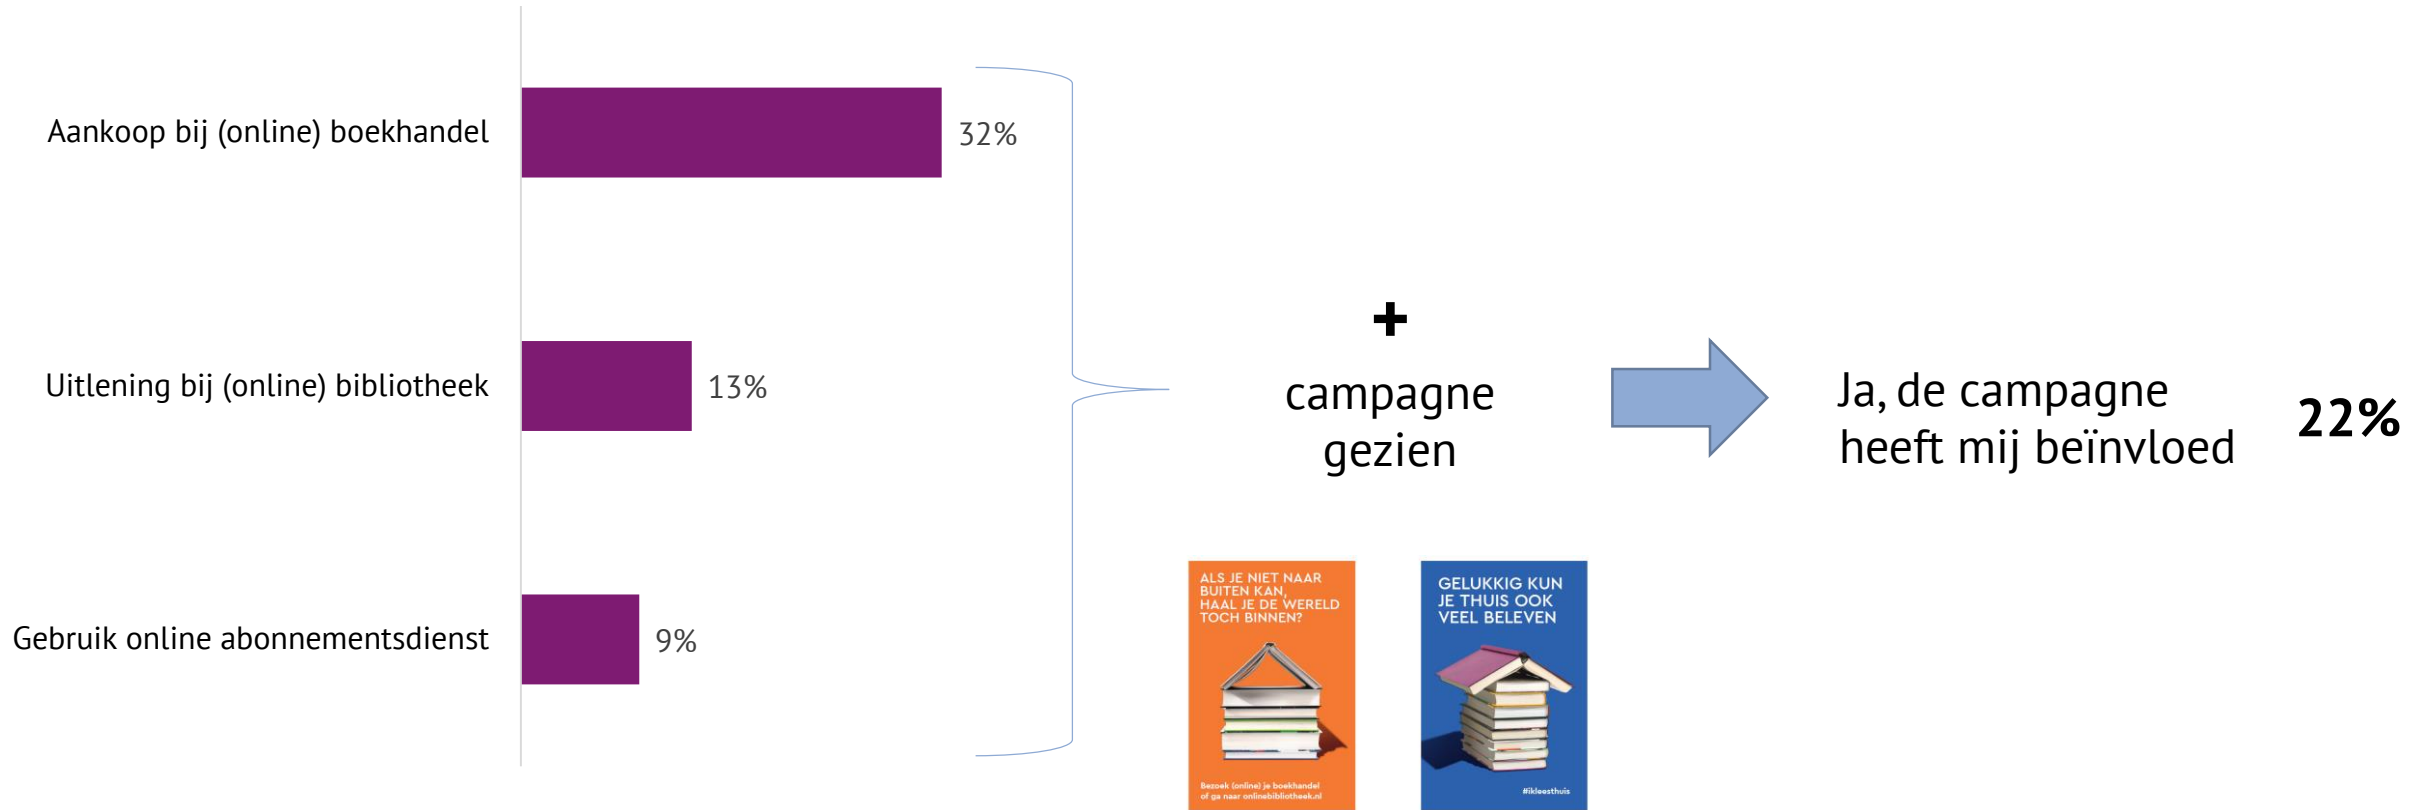 Aankoop bij (online) boekhandel
32%
Uitlening bij (online) bibliotheek
13%
Gebruik online abonnementsdienst
9%
+
campagne
gezien
Ja, de campagne
heeft mij beïnvloed
22%
ALS JE NIET NAAR
BUITEN KAN,
HAAL JE DE WERELD
TOCH BINNEN?
Bezoek (online) je boekhandel
of ga naar onlinebibliotheek.nl
GELUKKIG KUN
JE THUIS OOK
VEEL BELEVEN
#ikleesthuis